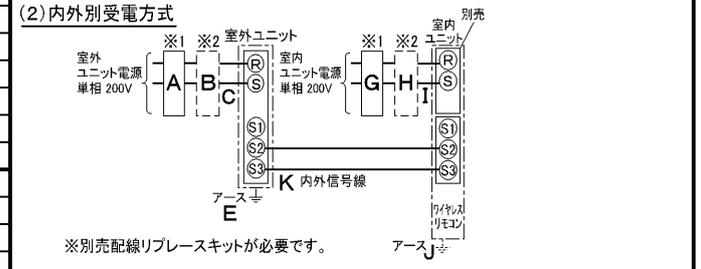 (2)内外別受電方式
別売
※1 ※2 室外ユニット
※1 ※2 室内ユニット
室外
ユニット電源
単相 200V
A B C
R
S
S1
S2
S3
室内
ユニット電源
単相 200V
G H I
R
S
S1
S2
S3
K 内外信号線
アース
E
ワイヤレス
リモコン
アース J
※別売配線リプレースキットが必要です。